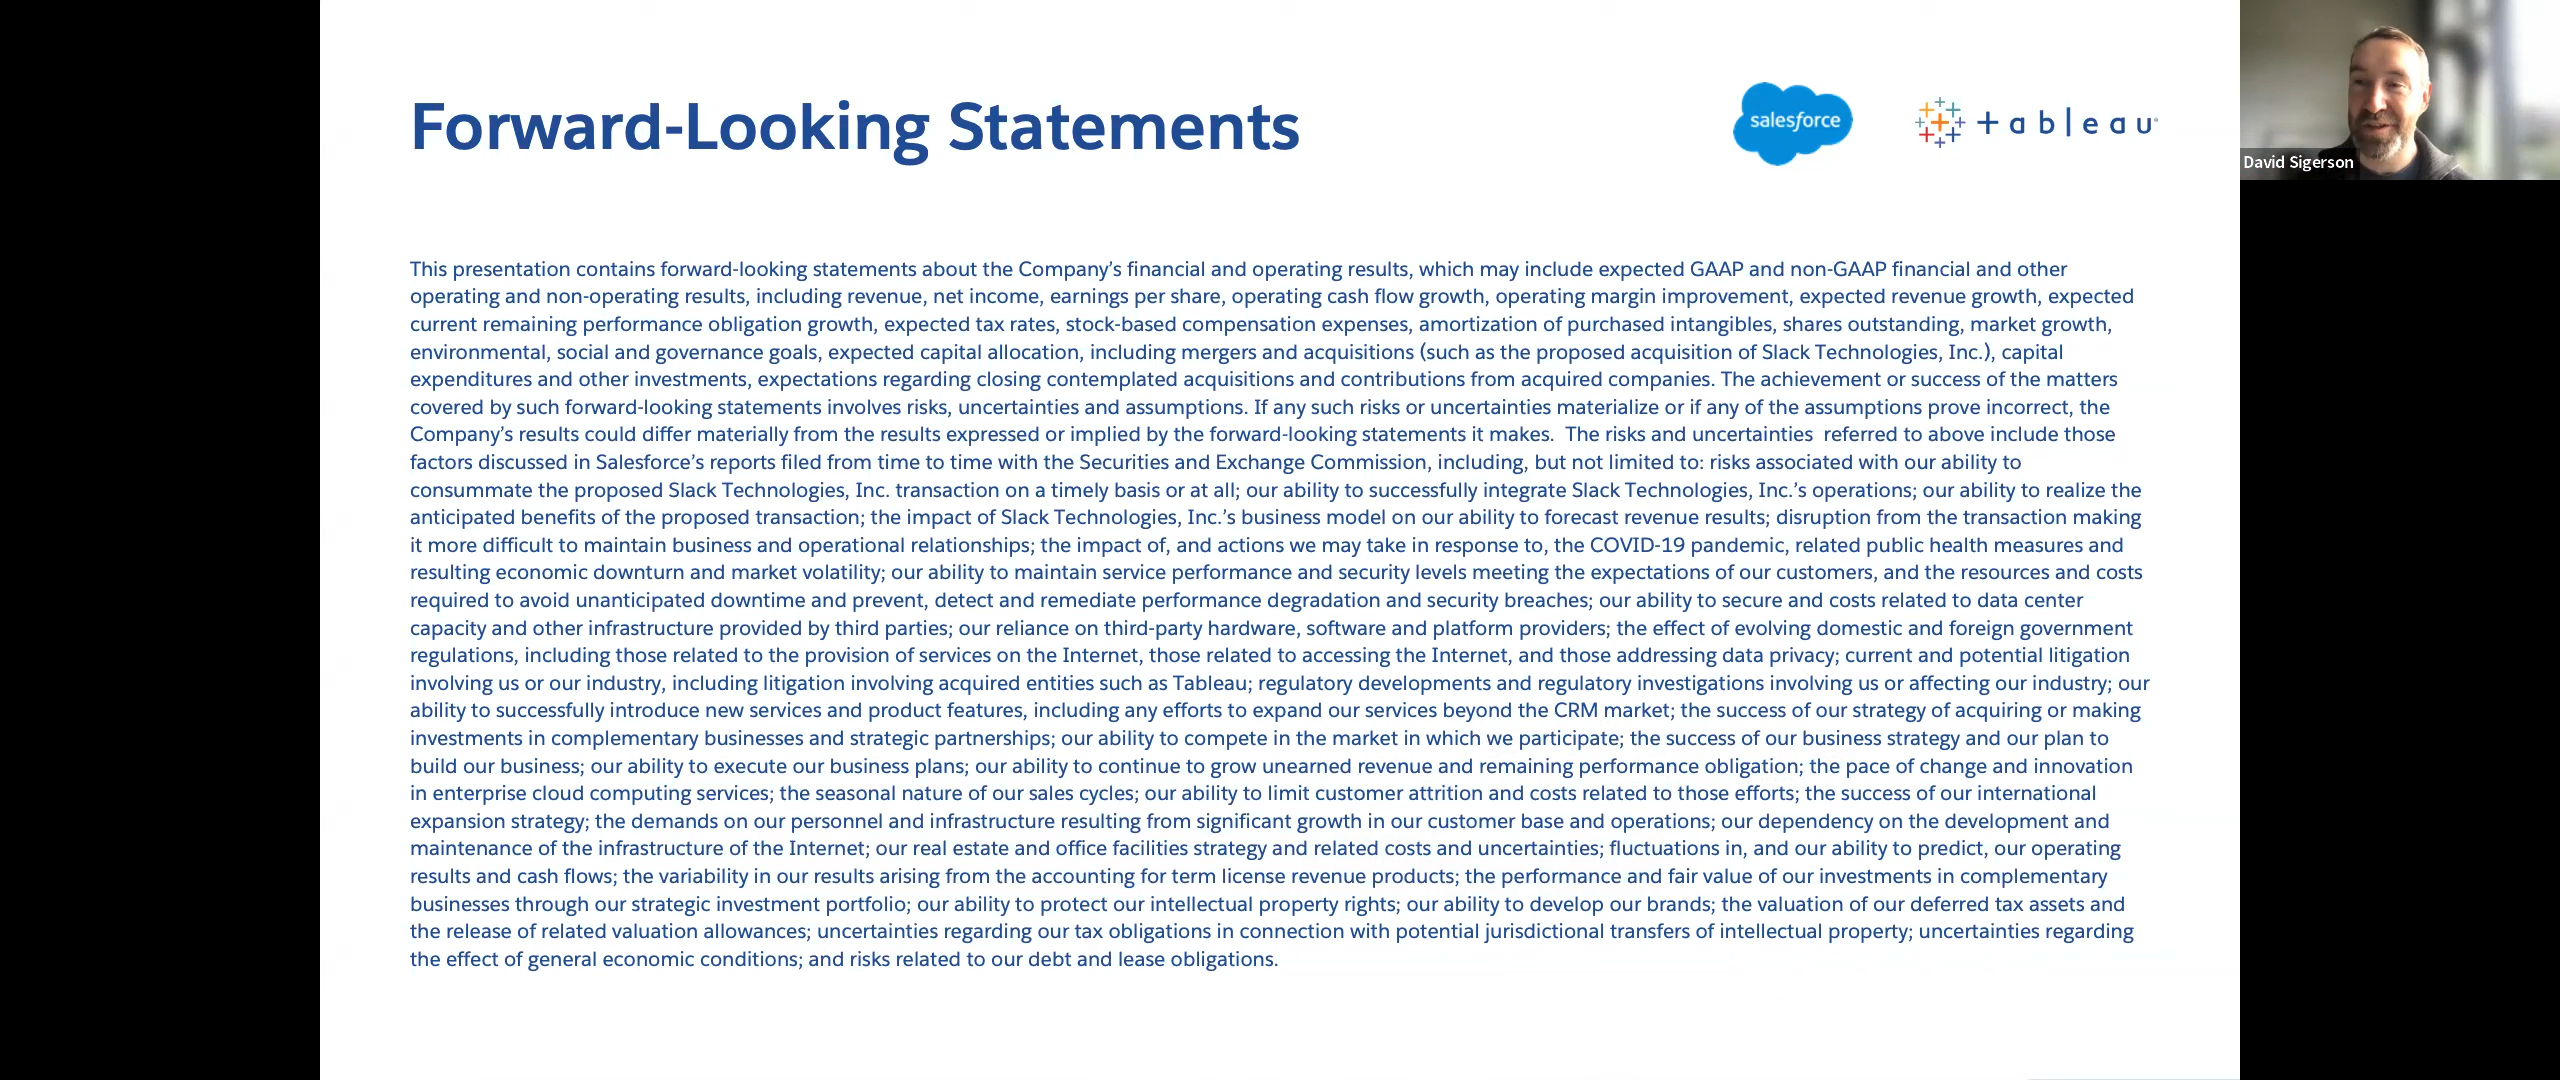 Forward-Looking Statements
salesforce
+ a b l e a u
David Sigerson
This presentation contains forward-looking statements about the Company’s financial and operating results, which may include expected GAAP and non-GAAP financial and other
operating and non-operating results, including revenue, net income, earnings per share, operating cash flow growth, operating margin improvement, expected revenue growth, expected
current remaining performance obligation growth, expected tax rates, stock-based compensation expenses, amortization of purchased intangibles, shares outstanding, market growth,
environmental, social and governance goals, expected capital allocation, including mergers and acquisitions (such as the proposed acquisition of Slack Technologies, Inc.), capital
expenditures and other investments, expectations regarding closing contemplated acquisitions and contributions from acquired companies. The achievement or success of the matters
covered by such forward-looking statements involves risks, uncertainties and assumptions. If any such risks or uncertainties materialize or if any of the assumptions prove incorrect, the
Company’s results could differ materially from the results expressed or implied by the forward-looking statements it makes.  The risks and uncertainties  referred to above include those
factors discussed in Salesforce’s reports filed from time to time with the Securities and Exchange Commission, including, but not limited to: risks associated with our ability to
consummate the proposed Slack Technologies, Inc. transaction on a timely basis or at all; our ability to successfully integrate Slack Technologies, Inc.’s operations; our ability to realize the
anticipated benefits of the proposed transaction; the impact of Slack Technologies, Inc.’s business model on our ability to forecast revenue results; disruption from the transaction making
it more difficult to maintain business and operational relationships; the impact of, and actions we may take in response to, the COVID-19 pandemic, related public health measures and
resulting economic downturn and market volatility; our ability to maintain service performance and security levels meeting the expectations of our customers, and the resources and costs
required to avoid unanticipated downtime and prevent, detect and remediate performance degradation and security breaches; our ability to secure and costs related to data center
capacity and other infrastructure provided by third parties; our reliance on third-party hardware, software and platform providers; the effect of evolving domestic and foreign government
regulations, including those related to the provision of services on the Internet, those related to accessing the Internet, and those addressing data privacy; current and potential litigation
involving us or our industry, including litigation involving acquired entities such as Tableau; regulatory developments and regulatory investigations involving us or affecting our industry; our
ability to successfully introduce new services and product features, including any efforts to expand our services beyond the CRM market; the success of our strategy of acquiring or making
investments in complementary businesses and strategic partnerships; our ability to compete in the market in which we participate; the success of our business strategy and our plan to
build our business; our ability to execute our business plans; our ability to continue to grow unearned revenue and remaining performance obligation; the pace of change and innovation
in enterprise cloud computing services; the seasonal nature of our sales cycles; our ability to limit customer attrition and costs related to those efforts; the success of our international
expansion strategy; the demands on our personnel and infrastructure resulting from significant growth in our customer base and operations; our dependency on the development and
maintenance of the infrastructure of the Internet; our real estate and office facilities strategy and related costs and uncertainties; fluctuations in, and our ability to predict, our operating
results and cash flows; the variability in our results arising from the accounting for term license revenue products; the performance and fair value of our investments in complementary
businesses through our strategic investment portfolio; our ability to protect our intellectual property rights; our ability to develop our brands; the valuation of our deferred tax assets and
the release of related valuation allowances; uncertainties regarding our tax obligations in connection with potential jurisdictional transfers of intellectual property; uncertainties regarding
the effect of general economic conditions; and risks related to our debt and lease obligations.